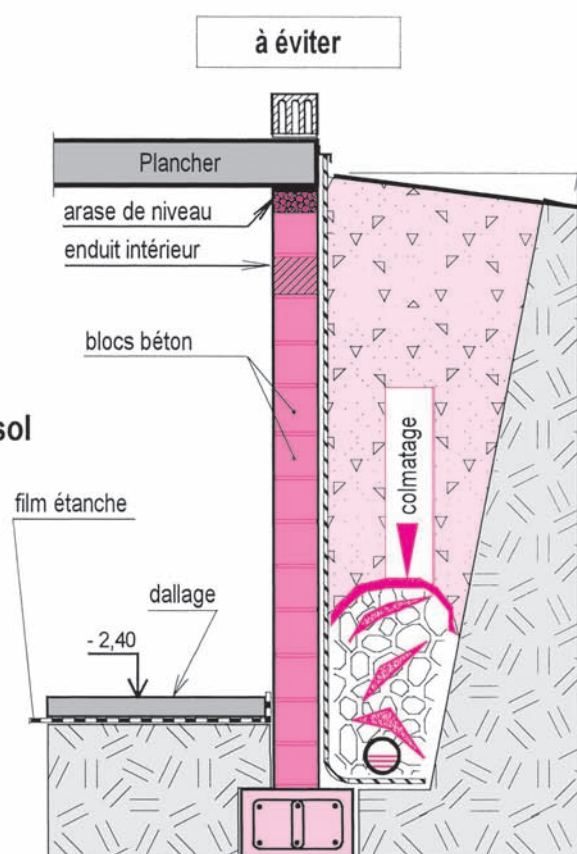 à éviter
Plancher
arase de niveau
enduit intérieur
blocs béton
sol
colmatage
film étanche
dallage
- 2,40